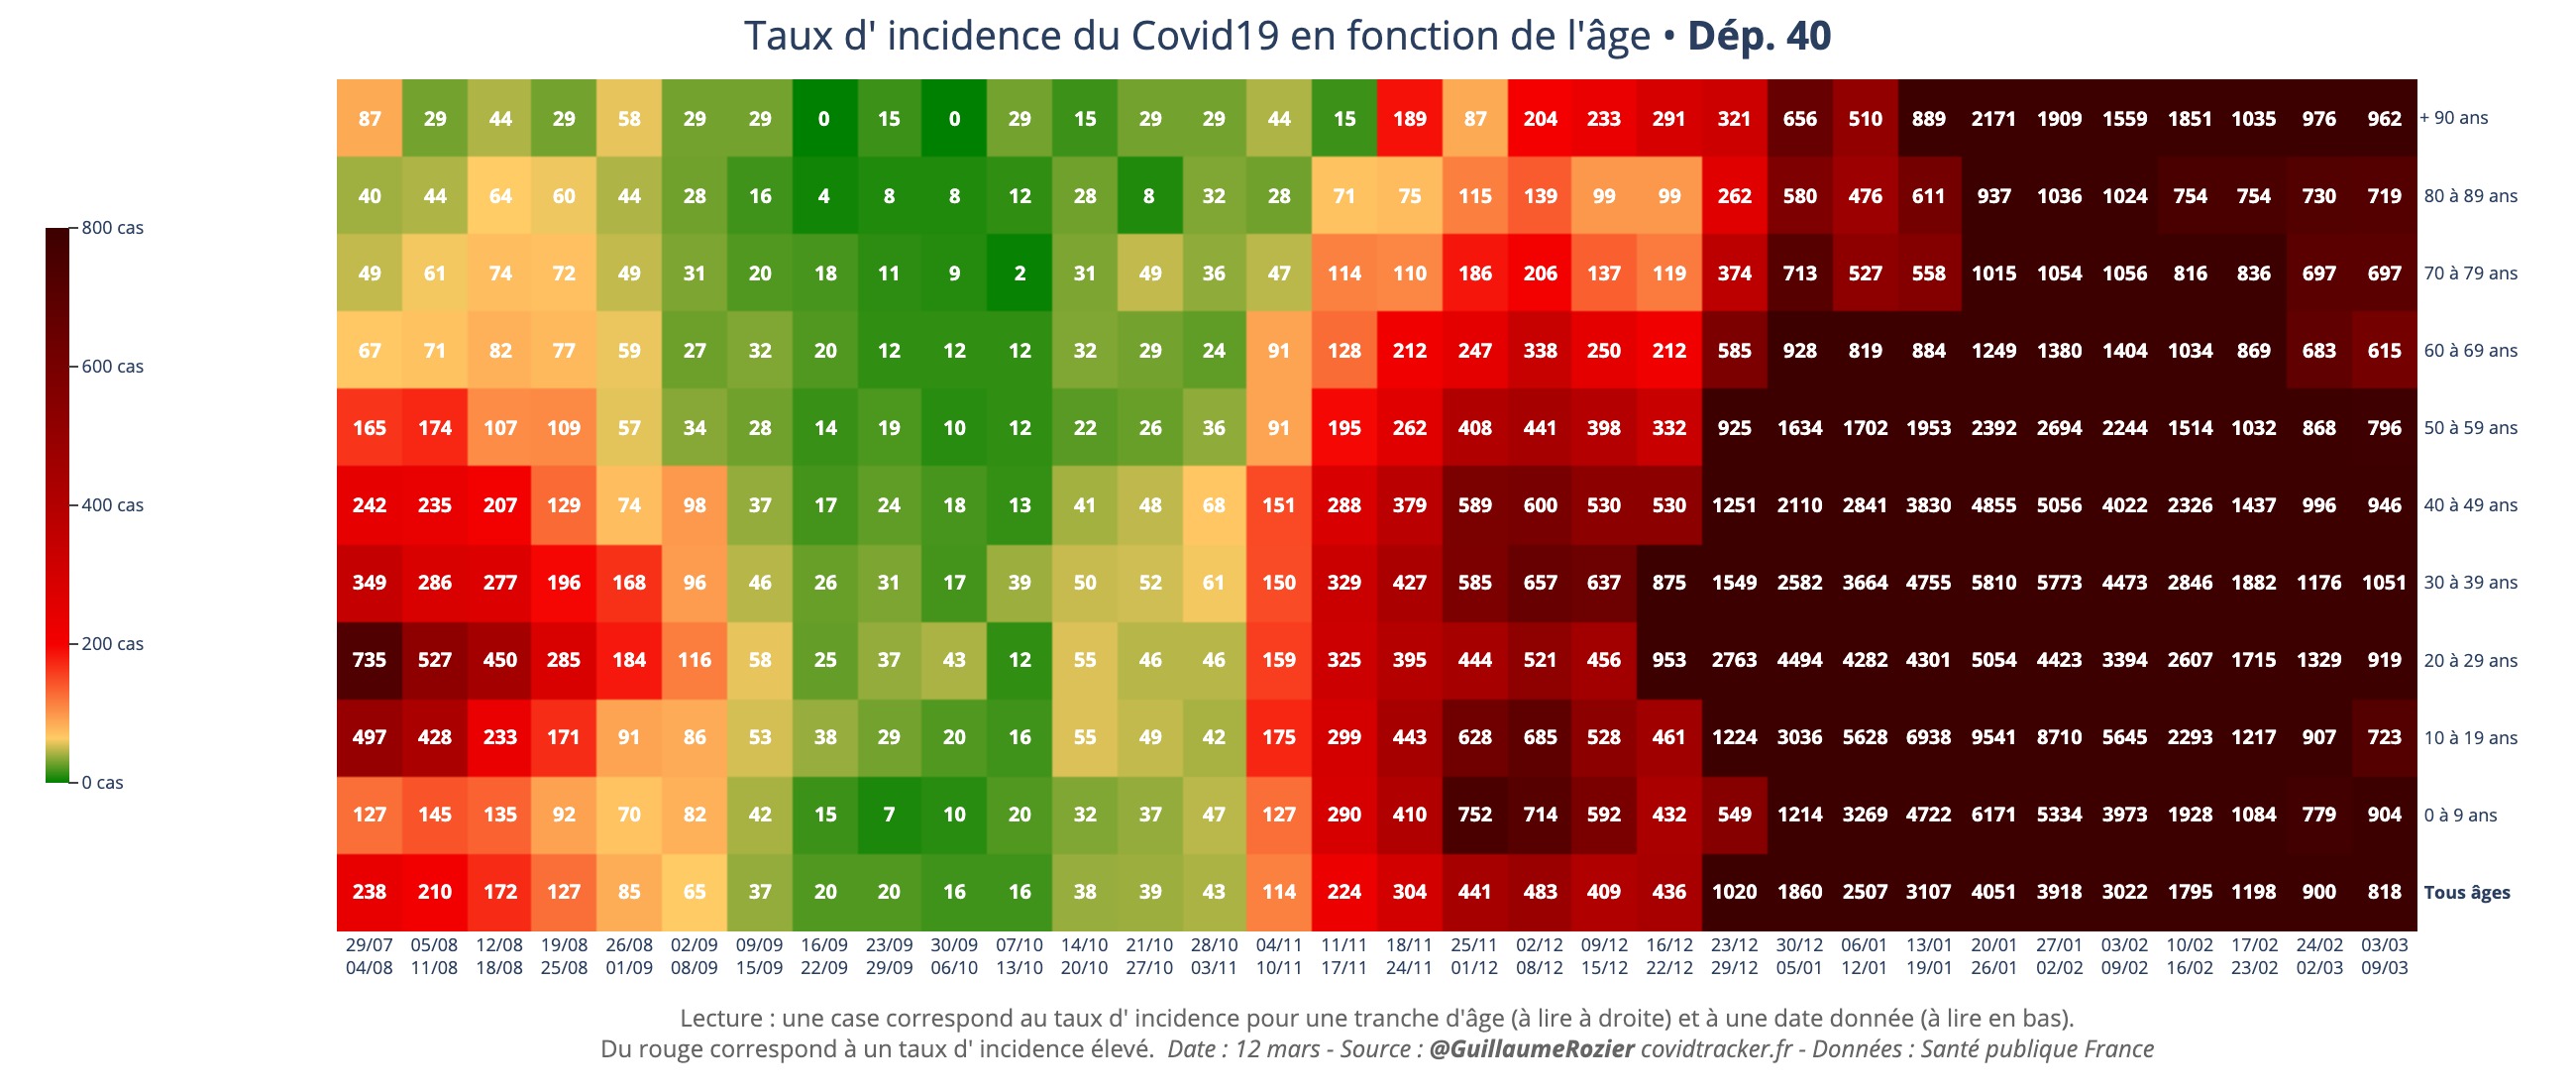 Taux d' incidence du Covid19 en fonction de l'âge • Dép. 40
87 29 44 29 58 29 29 0 15 0 29 15 29 29 44 15 189 87 204 233 291 321 656 510 889 2171 1909 1559 1851 1035 976 962 + 90 ans
40 44 64 60 44 28 16 4 8 8 12 28 8 32 28 71 75 115 139 99 99 262 580 476 611 937 1036 1024 754 754 730 719 80 à 89 ans
800 cas
49 61 74 72 49 31 20 18 11 9 2 31 49 36 47 114 110 186 206 137 119 374 713 527 558 1015 1054 1056 816 836 697 697 70 à 79 ans
67 71 82 77 59 27 32 20 12 12 12 32 29 24 91 128 212 247 338 250 212 585 928 819 884 1249 1380 1404 1034 869 683 615 60 à 69 ans
600 cas
165 174 107 109 57 34 28 14 19 10 12 22 26 36 91 195 262 408 441 398 332 925 1634 1702 1953 2392 2694 2244 1514 1032 868 796 50 à 59 ans
400 cas
242 235 207 129 74 98 37 17 24 18 13 41 48 68 151 288 379 589 600 530 530 1251 2110 2841 3830 4855 5056 4022 2326 1437 996 946 40 à 49 ans
349 286 277 196 168 96 46 26 31 17 39 50 52 61 150 329 427 585 657 637 875 1549 2582 3664 4755 5810 5773 4473 2846 1882 1176 1051 30 à 39 ans
200 cas
735 527 450 285 184 116 58 25 37 43 12 55 46 46 159 325 395 444 521 456 953 2763 4494 4282 4301 5054 4423 3394 2607 1715 1329 919 20 à 29 ans
497 428 233 171 91 86 53 38 29 20 16 55 49 42 175 299 443 628 685 528 461 1224 3036 5628 6938 9541 8710 5645 2293 1217 907 723 10 à 19 ans
0 cas
127 145 135 92 70 82 42 15 7 10 20 32 37 47 127 290 410 752 714 592 432 549 1214 3269 4722 6171 5334 3973 1928 1084 779 904 0 à 9 ans
238 210 172 127 85 65 37 20 20 16 16 38 39 43 114 224 304 441 483 409 436 1020 1860 2507 3107 4051 3918 3022 1795 1198 900 818 Tous âges
29/07 05/08 12/08 19/08 26/08 02/09 09/09 16/09 23/09 30/09 07/10 14/10 21/10 28/10 04/11 11/11 18/11 25/11 02/12 09/12 16/12 23/12 30/12 06/01 13/01 20/01 27/01 03/02 10/02 17/02 24/02 03/03
04/08 11/08 18/08 25/08 01/09 08/09 15/09 22/09 29/09 06/10 13/10 20/10 27/10 03/11 10/11 17/11 24/11 01/12 08/12 15/12 22/12 29/12 05/01 12/01 19/01 26/01 02/02 09/02 16/02 23/02 02/03 09/03
Lecture : une case correspond au taux d' incidence pour une tranche d'âge (à lire à droite) et à une date donnée (à lire en bas).
Du rouge correspond à un taux d' incidence élevé. Date : 12 mars - Source : @GuillaumeRozier covidtracker.fr - Données : Santé publique France